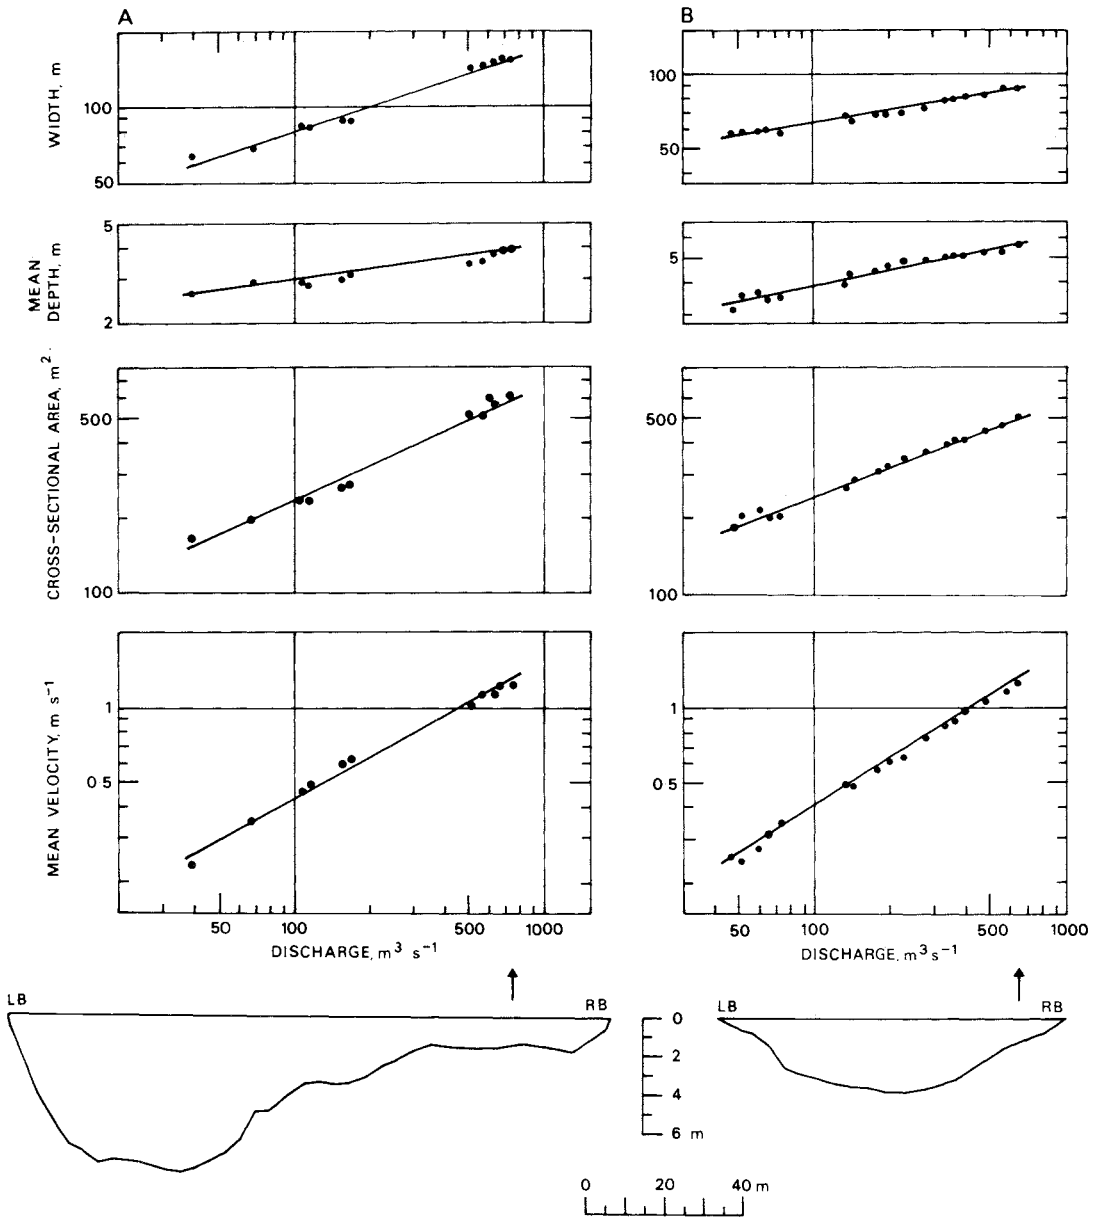 A
B
WIDTH, m
100
50
100
50
MEAN
DEPTH, m
5
2
5
CROSS-SECTIONAL AREA, m².
500
100
500
100
MEAN VELOCITY, m s⁻¹
1
0·5
1
0·5
50 100 500 1000
50 100 500 1000
DISCHARGE, m³ s⁻¹
DISCHARGE, m³ s⁻¹
LB
RB
LB
RB
0
2
4
6 m
0 20 40 m